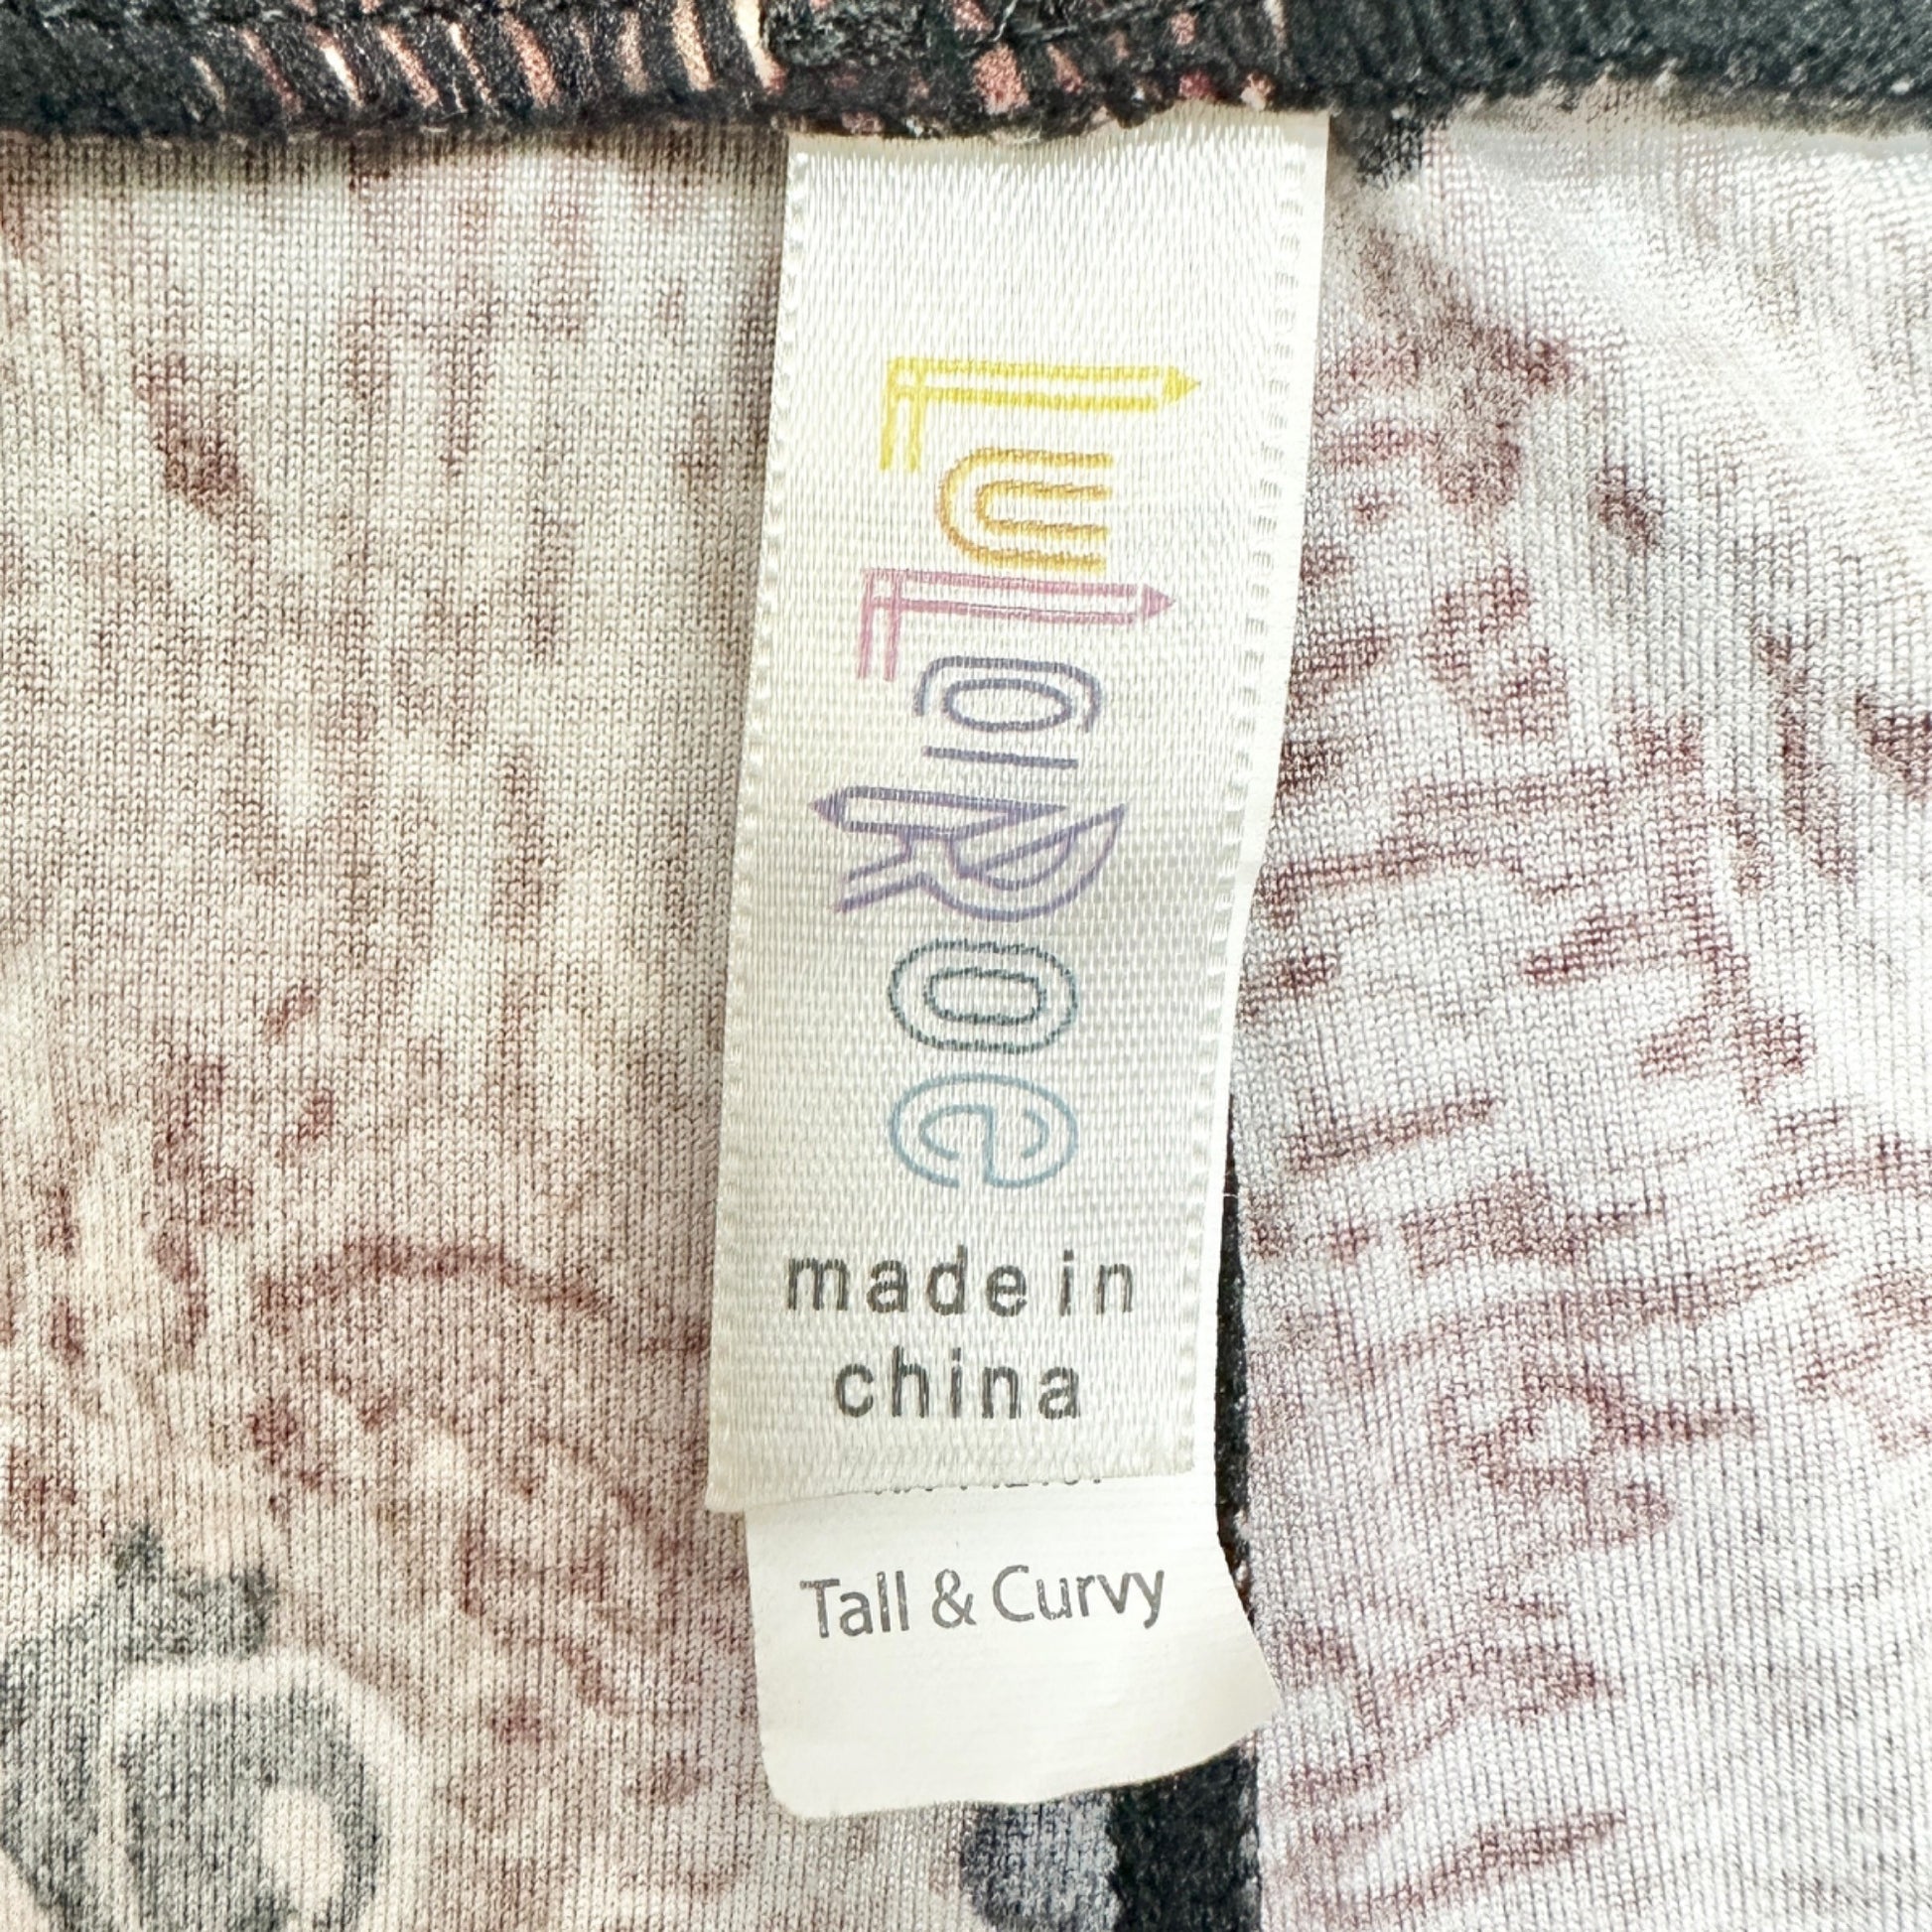 LuLaRoe
made in
china
Tall & Curvy